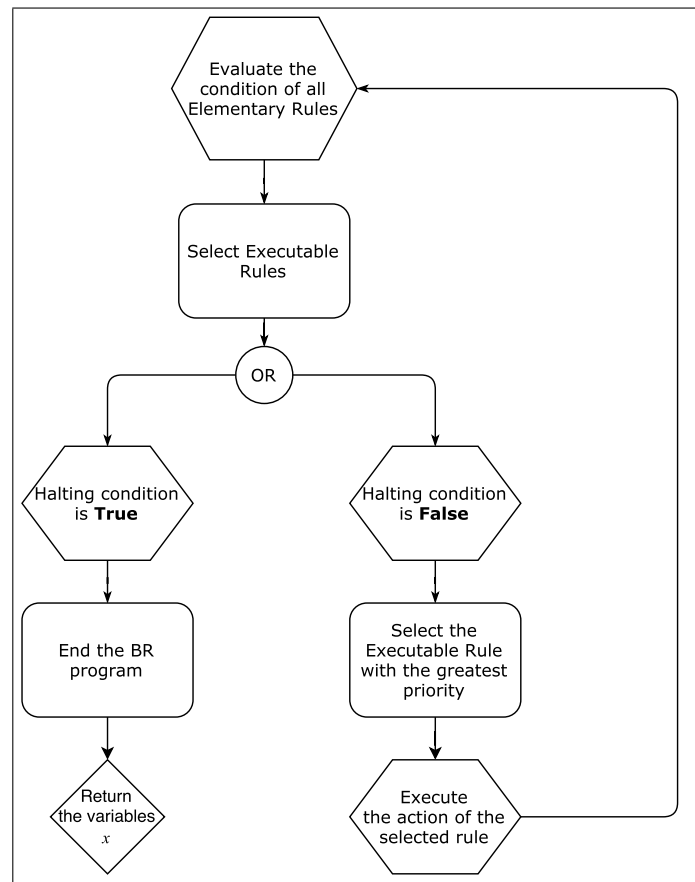 Evaluate the
condition of all
Elementary Rules
Select Executable
Rules
OR
Halting condition
is True
Halting condition
is False
End the BR
program
Select the
Executable Rule
with the greatest
priority
Return
the variables
x
Execute
the action of the
selected rule